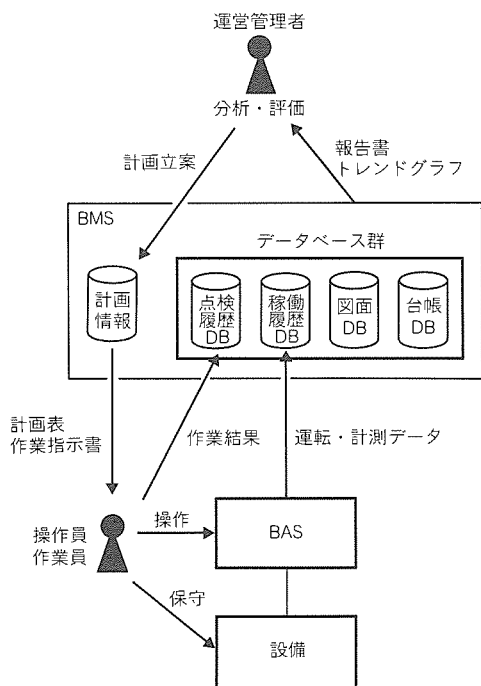 運営管理者
分析・評価
計画立案
報告書
トレンドグラフ
BMS
データベース群
計画
情報
点検
履歴
DB
稼働
履歴
DB
図面
DB
台帳
DB
計画表
作業指示書
作業結果
運転・計測データ
操作員
作業員
操作
BAS
保守
設備